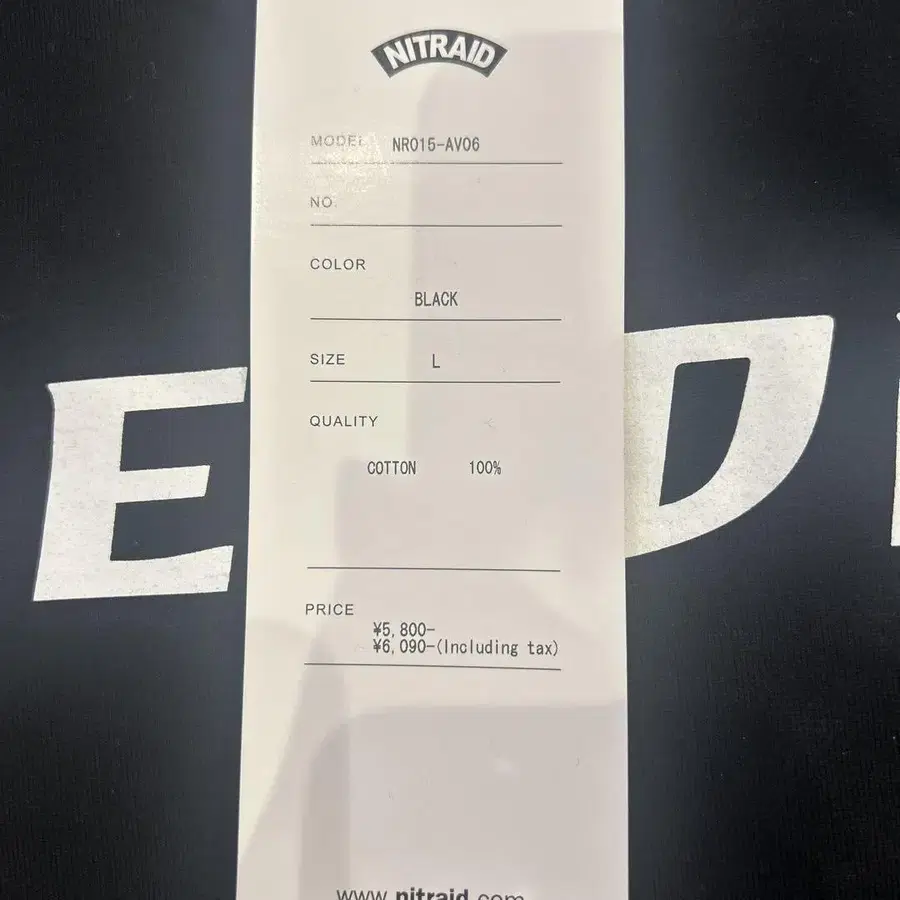 NITRAID
MODEL NR015-AV06
NO.
COLOR
BLACK
SIZE L
QUALITY
COTTON 100%
PRICE
¥5,800-
¥6,090-(Including tax)
www.nitraid.com
E D